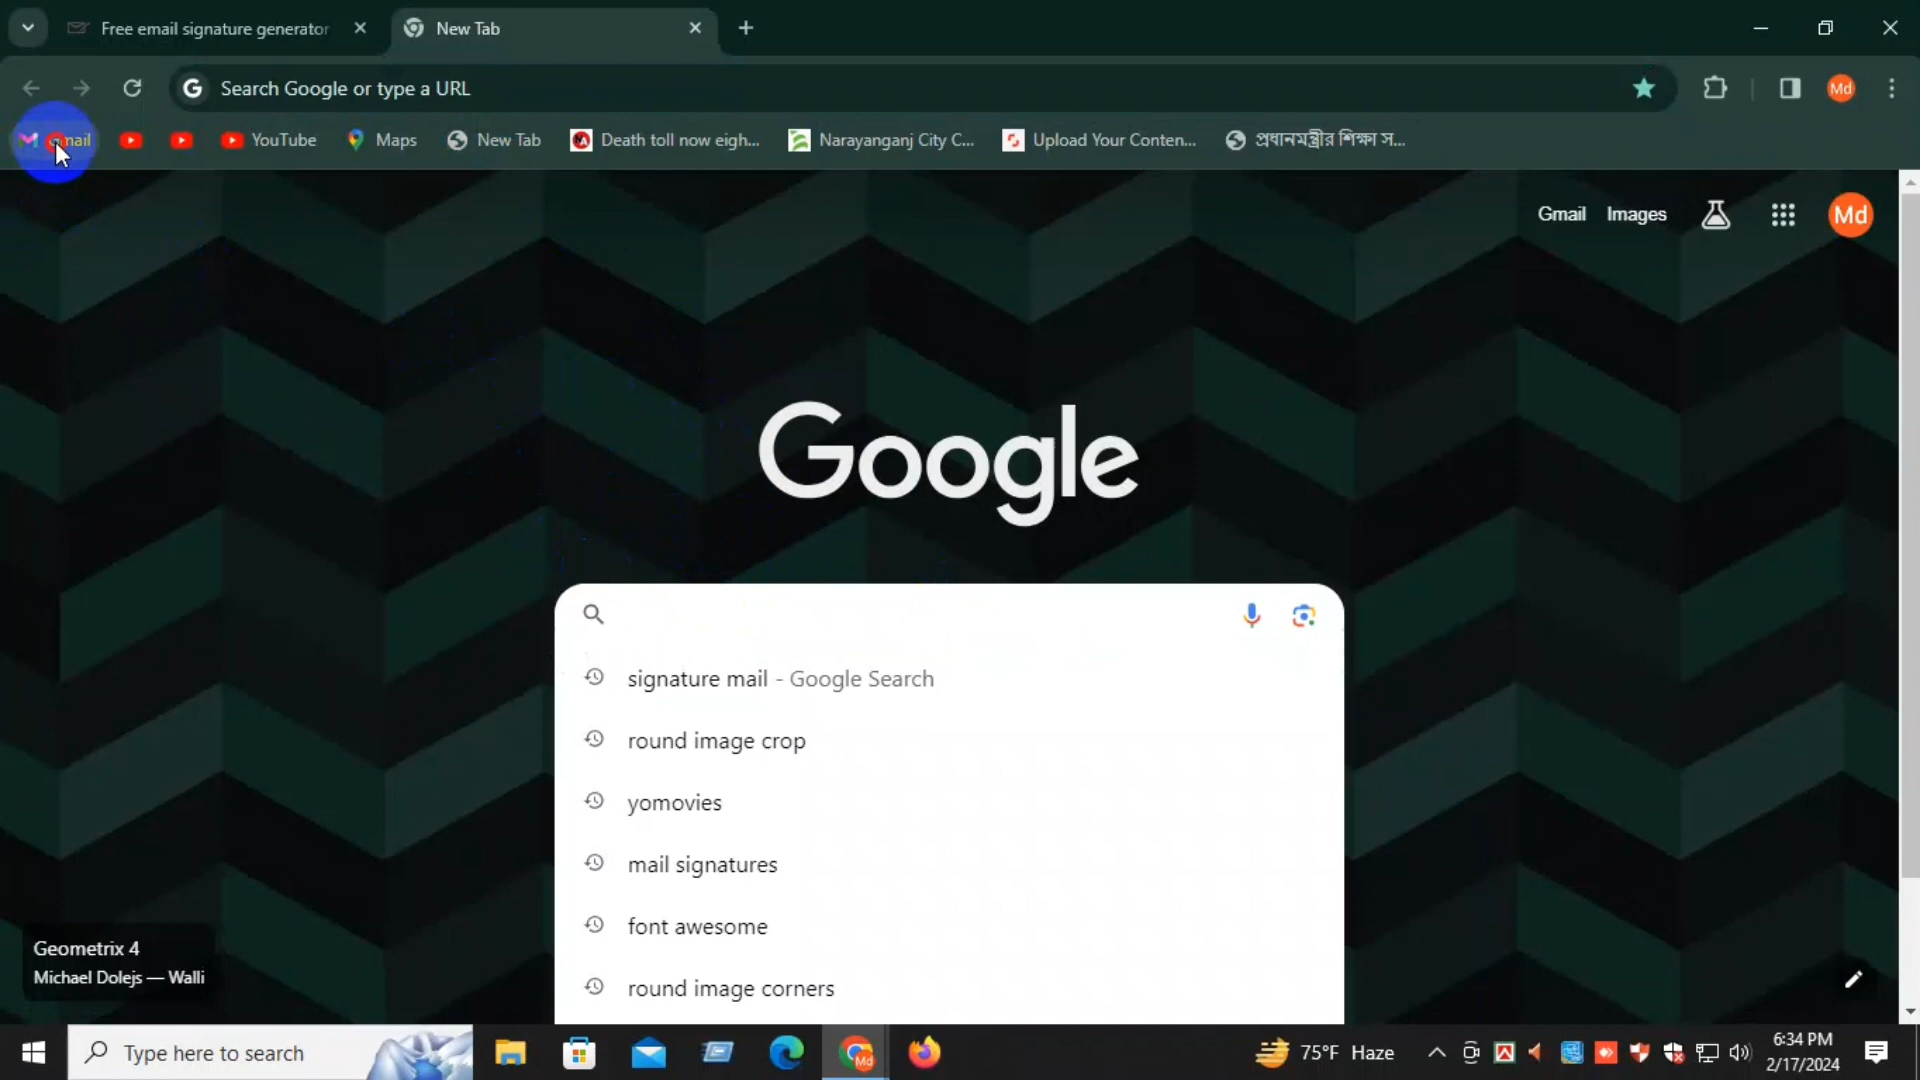 Free email signature generator
New Tab
Search Google or type a URL
Gmail
YouTube
Maps
New Tab
Death toll now eigh...
Narayanganj City C...
Upload Your Conten...
প্রধানমন্ত্রীর শিক্ষা স...
Md
Gmail
Images
Md
Google
signature mail - Google Search
round image crop
yomovies
mail signatures
font awesome
round image corners
Geometrix 4
Michael Dolejs — Walli
Type here to search
Md
75°F Haze
6:34 PM
2/17/2024